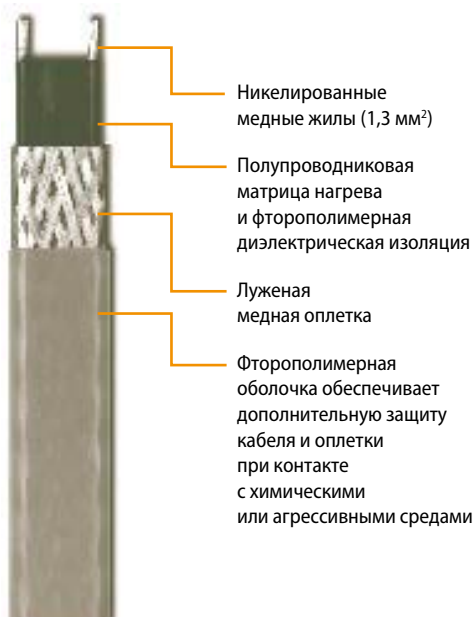 Никелированные
медные жилы (1,3 мм²)
Полупроводниковая
матрица нагрева
и фторополимерная
диэлектрическая изоляция
Луженая
медная оплетка
Фторополимерная
оболочка обеспечивает
дополнительную защиту
кабеля и оплетки
при контакте
с химическими
или агрессивными средами